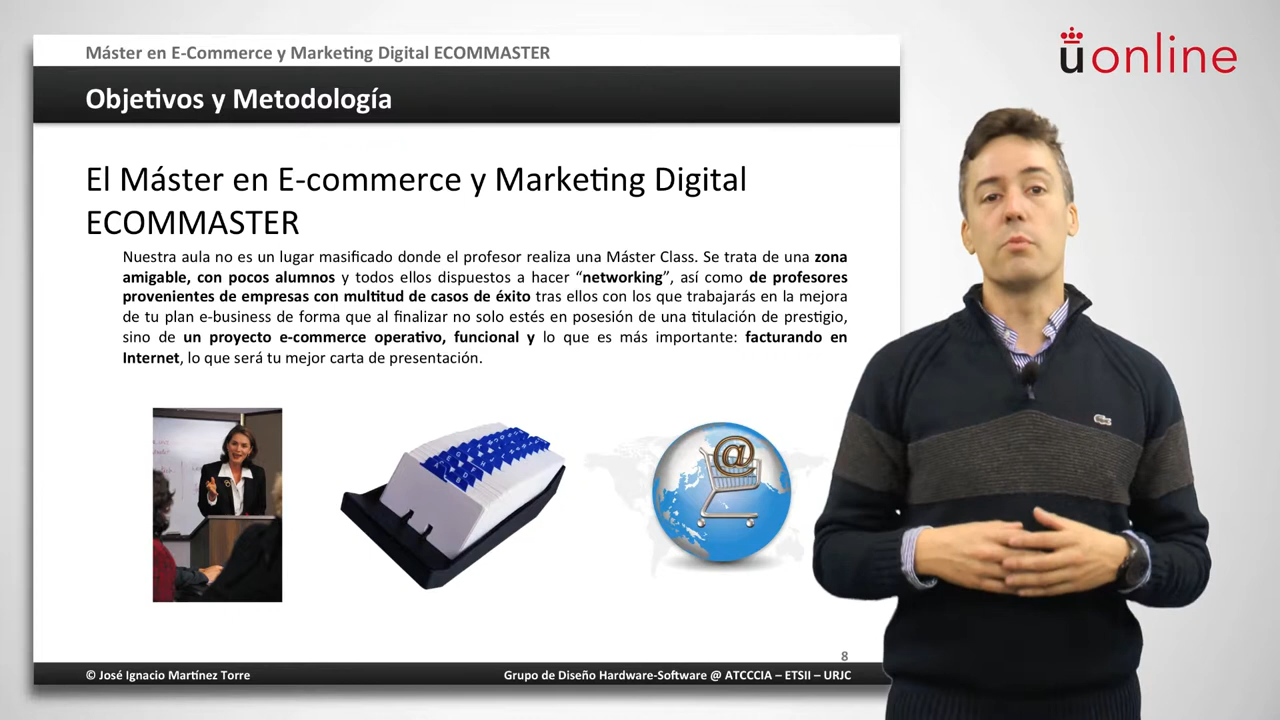 Máster en E-Commerce y Marketing Digital ECOMMASTER
uonline
Objetivos y Metodología
El Máster en E-commerce y Marketing Digital
ECOMMASTER
Nuestra aula no es un lugar masificado donde el profesor realiza una Máster Class. Se trata de una zona
amigable, con pocos alumnos y todos ellos dispuestos a hacer “networking”, así como de profesores
provenientes de empresas con multitud de casos de éxito tras ellos con los que trabajarás en la mejora
de tu plan e-business de forma que al finalizar no solo estés en posesión de una titulación de prestigio,
sino de un proyecto e-commerce operativo, funcional y lo que es más importante: facturando en
Internet, lo que será tu mejor carta de presentación.
@
8
© José Ignacio Martínez Torre
Grupo de Diseño Hardware-Software @ ATCCCIA – ETSII – URJC